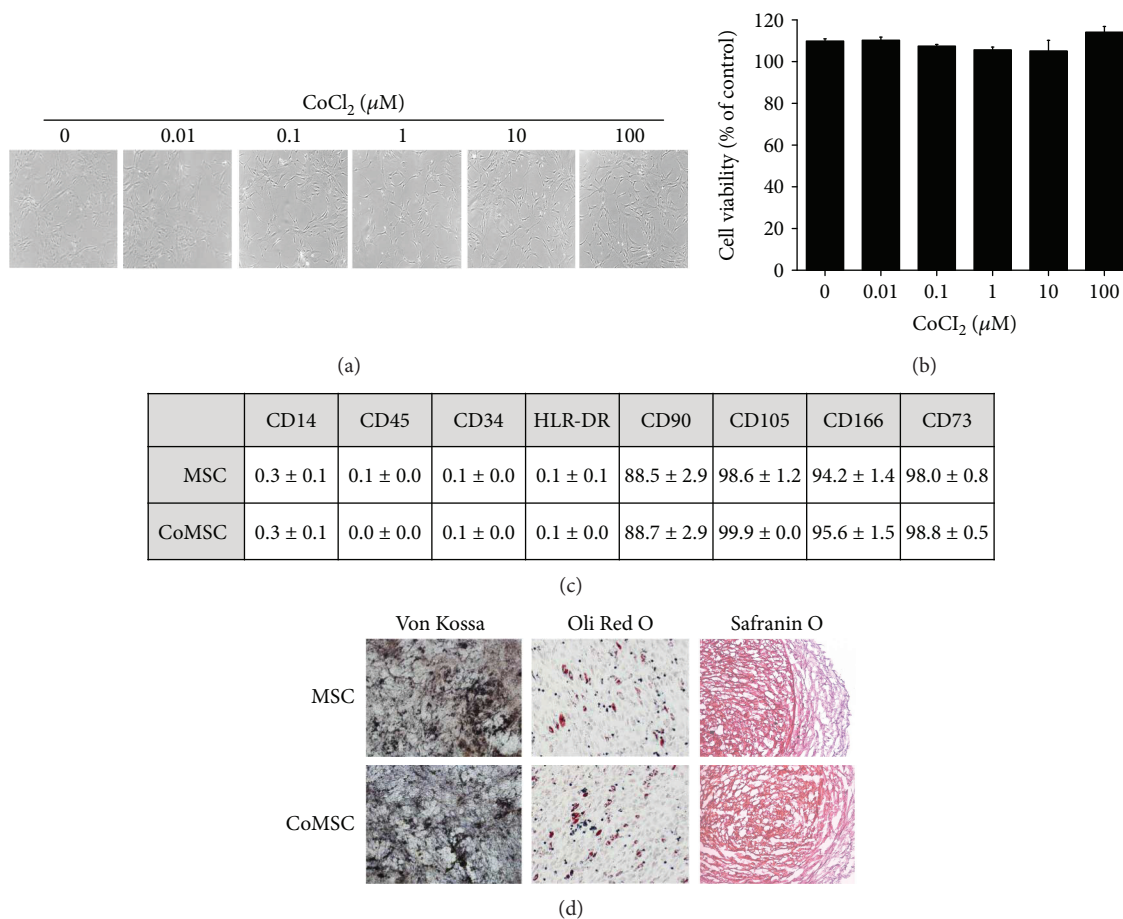 CoCl₂ (μM)
0 0.01 0.1 1 10 100
(a)
(b)
Cell viability (% of control)
120
100
80
60
40
20
0
0 0.01 0.1 1 10 100
CoCl₂ (μM)
CD14 CD45 CD34 HLR-DR CD90 CD105 CD166 CD73
MSC 0.3 ± 0.1 0.1 ± 0.0 0.1 ± 0.0 0.1 ± 0.1 88.5 ± 2.9 98.6 ± 1.2 94.2 ± 1.4 98.0 ± 0.8
CoMSC 0.3 ± 0.1 0.0 ± 0.0 0.1 ± 0.0 0.1 ± 0.0 88.7 ± 2.9 99.9 ± 0.0 95.6 ± 1.5 98.8 ± 0.5
(c)
Von Kossa Oli Red O Safranin O
MSC
CoMSC
(d)